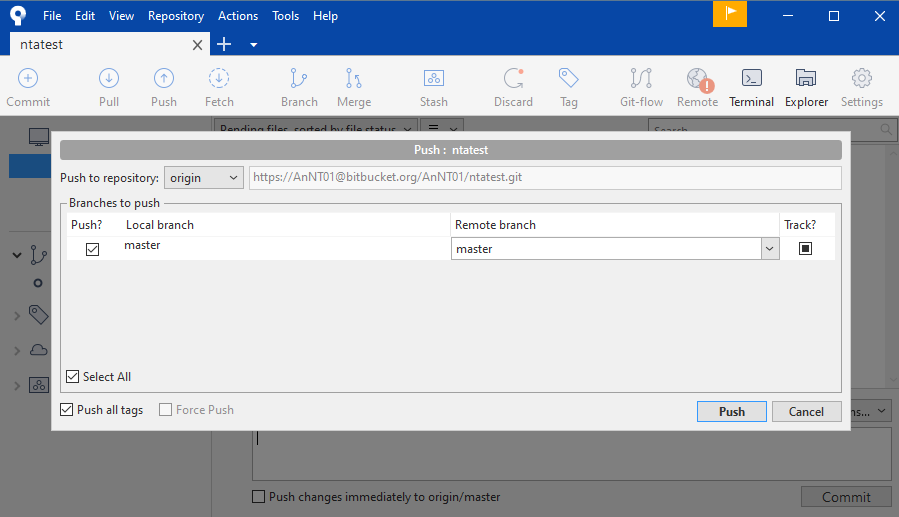 File Edit View Repository Actions Tools Help
ntatest
Commit Pull Push Fetch Branch Merge Stash Discard Tag Git-flow Remote Terminal Explorer Settings
Pending files, sorted by file status
Search
Push : ntatest
Push to repository: origin https://AnNT01@bitbucket.org/AnNT01/ntatest.git
Branches to push
Push? Local branch Remote branch Track?
master master
Select All
Push all tags Force Push Push Cancel
Push changes immediately to origin/master Commit